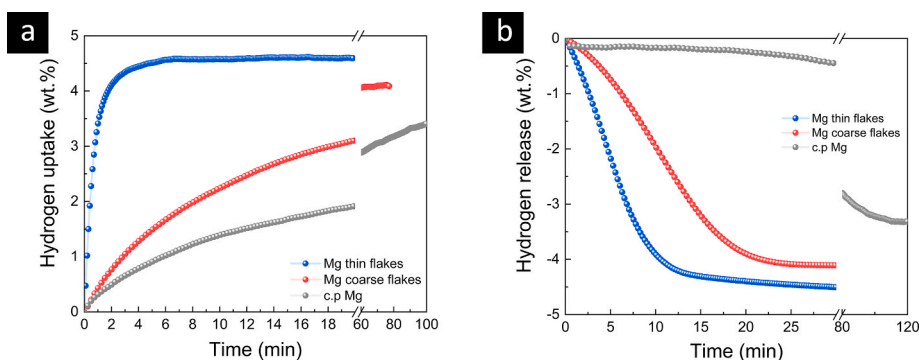 a
5
4
3
2
1
0
Hydrogen uptake (wt.%)
Mg thin flakes
Mg coarse flakes
c.p Mg
0 2 4 6 8 10 12 14 16 18 60 80 100
Time (min)
b
0
-1
-2
-3
-4
-5
Hydrogen release (wt.%)
Mg thin flakes
Mg coarse flakes
c.p Mg
0 5 10 15 20 25 80 120
Time (min)